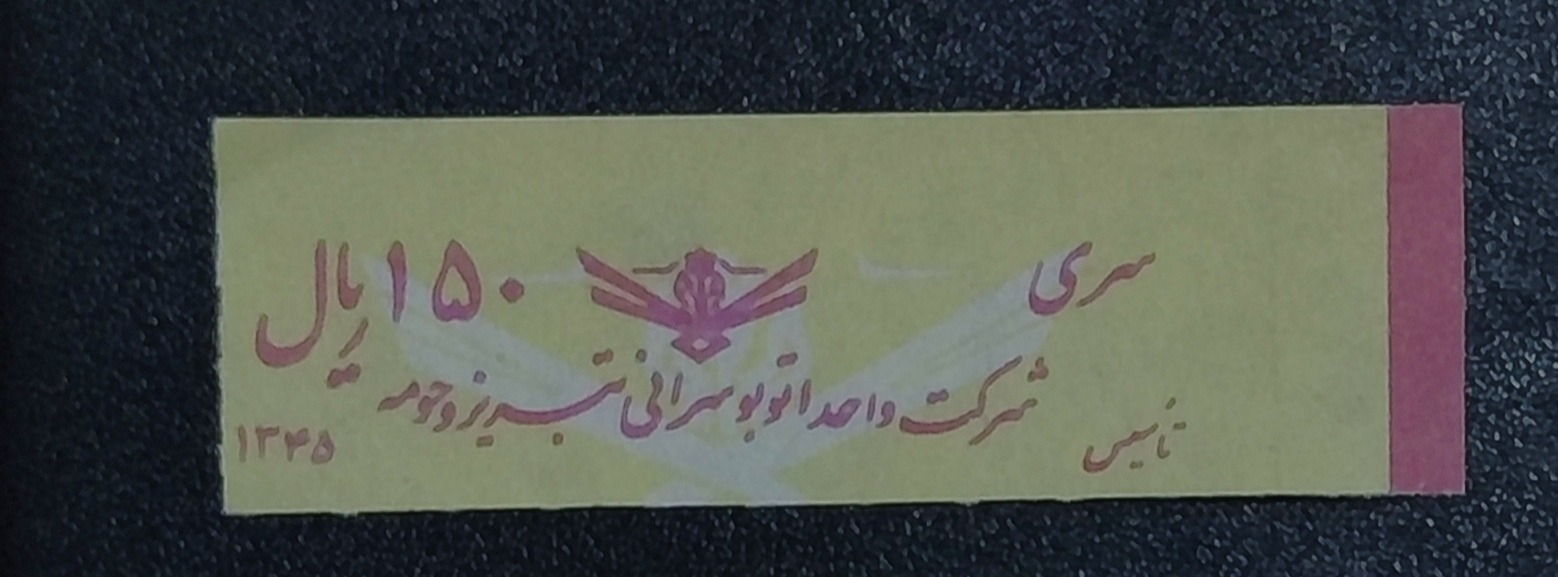 سری ۱۵۰ ریال
شرکت واحد اتوبوسرانی تبریز و حومه
تأسیس ۱۳۴۵